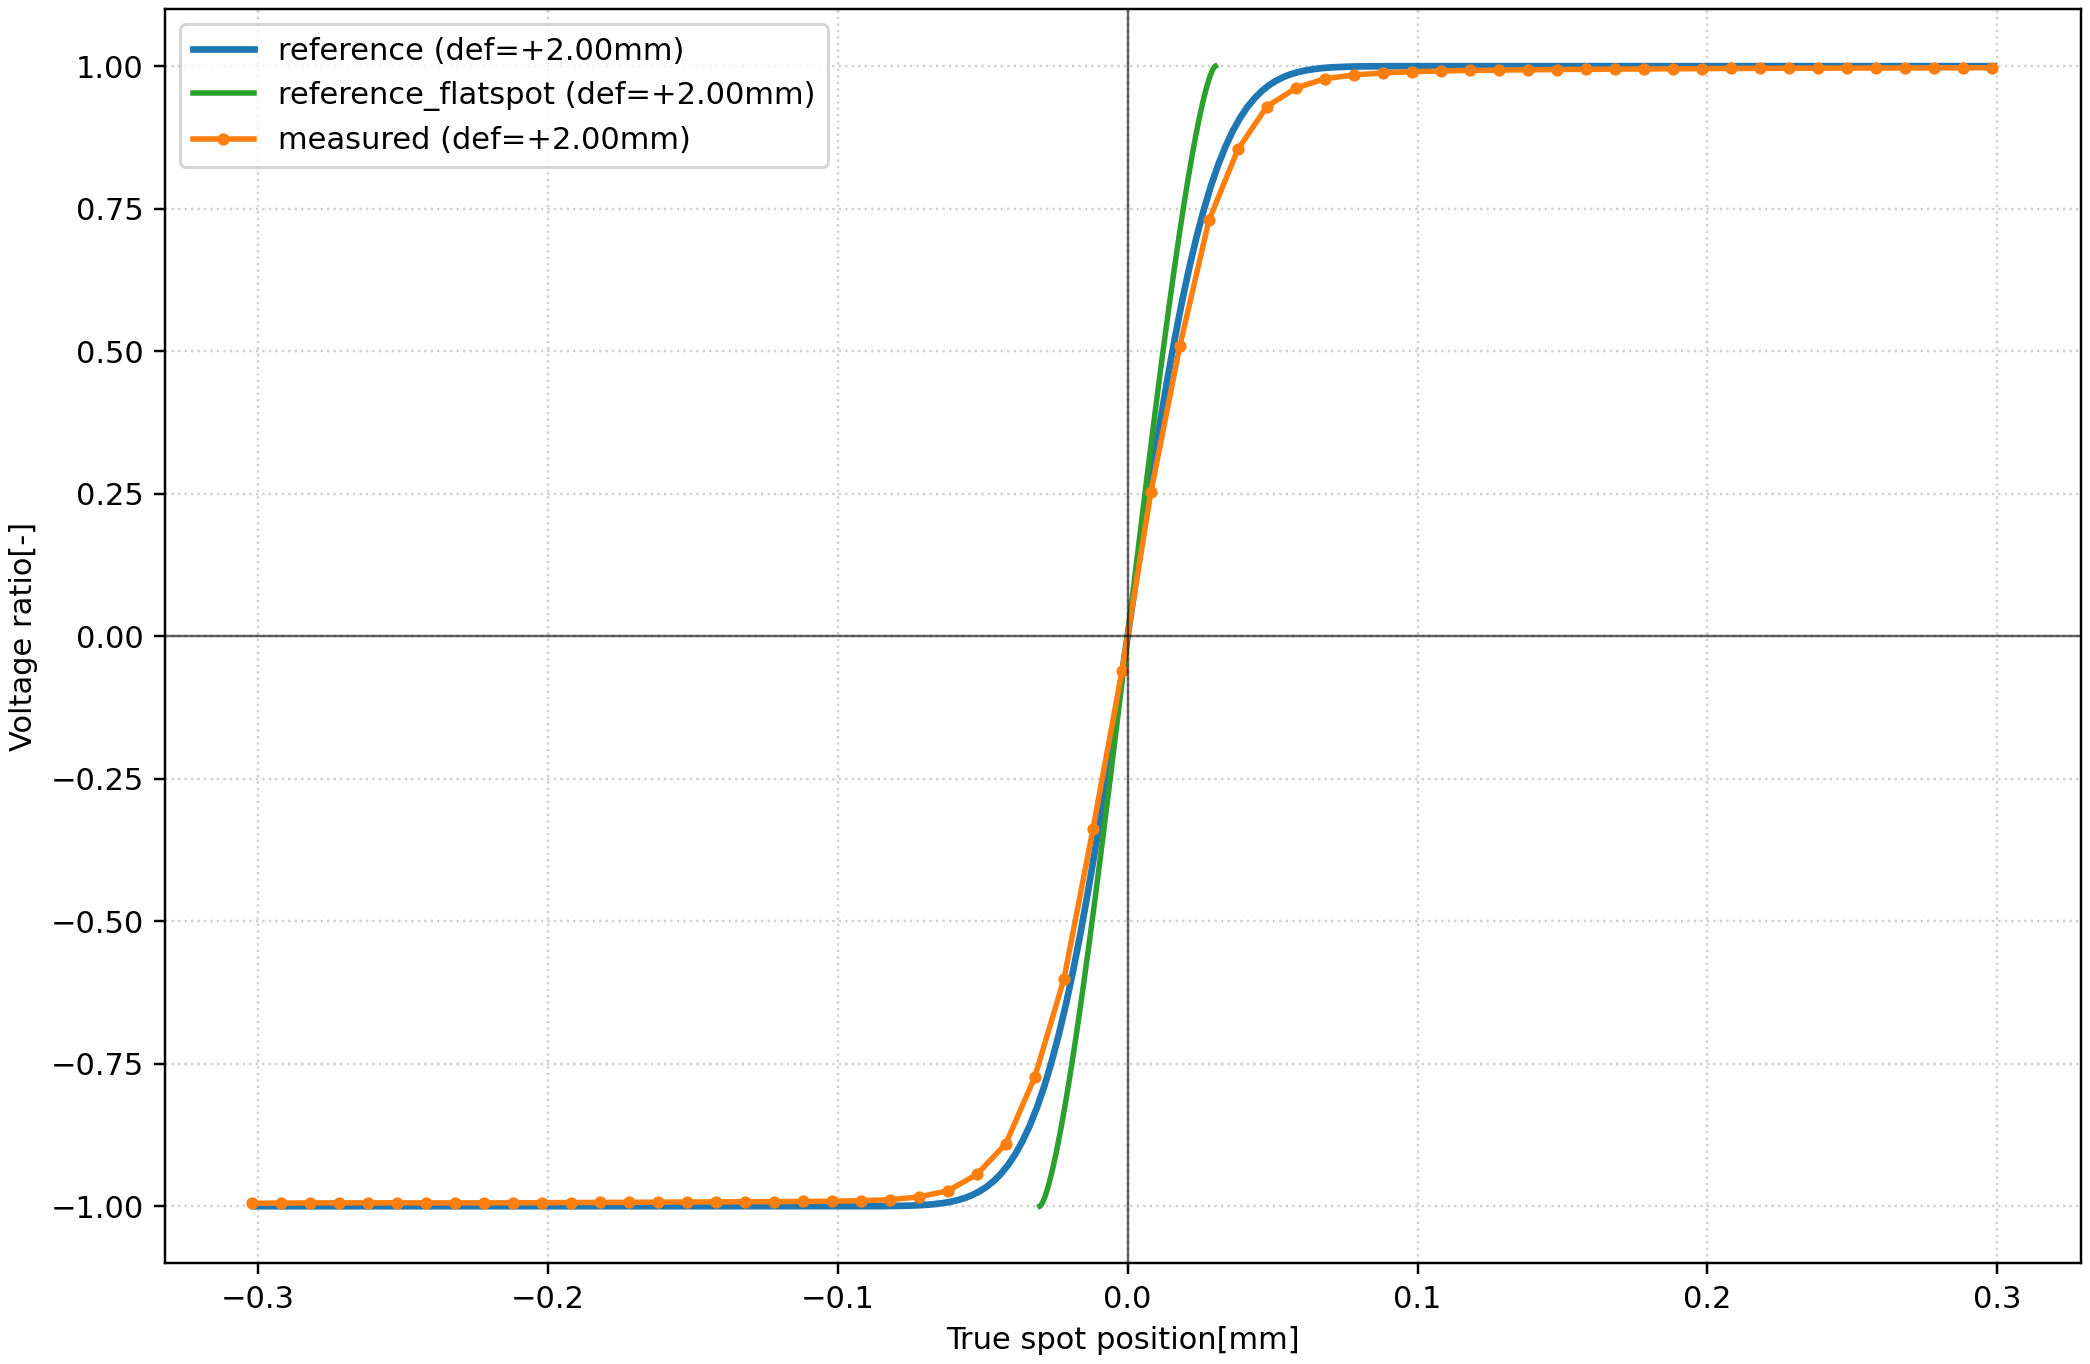 reference (def=+2.00mm)
reference_flatspot (def=+2.00mm)
measured (def=+2.00mm)
1.00
0.75
0.50
0.25
0.00
−0.25
−0.50
−0.75
−1.00
Voltage ratio[-]
−0.3 −0.2 −0.1 0.0 0.1 0.2 0.3
True spot position[mm]